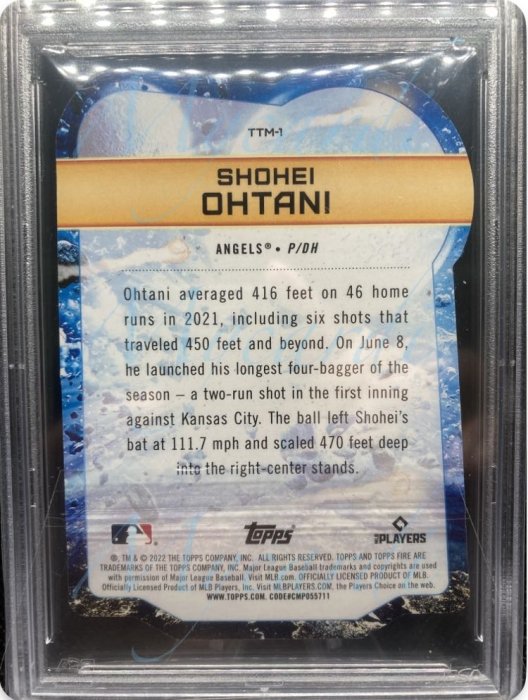 TTM-1
SHOHEI
OHTANI
ANGELS® • P/DH
Ohtani averaged 416 feet on 46 home
runs in 2021, including six shots that
traveled 450 feet and beyond. On June 8,
he launched his longest four-bagger of the
season – a two-run shot in the first inning
against Kansas City. The ball left Shohei's
bat at 111.7 mph and scaled 470 feet deep
into the right-center stands.
Topps
MLB PLAYERS
®, TM & © 2022 THE TOPPS COMPANY, INC. ALL RIGHTS RESERVED. TOPPS AND TOPPS FIRE ARE
TRADEMARKS OF THE TOPPS COMPANY, INC. Major League Baseball trademarks and copyrights are used
with permission of Major League Baseball. Visit MLB.com. OFFICIALLY LICENSED PRODUCT OF MLB.
Officially Licensed Product of MLB Players, Inc. Visit MLBPLAYERS.com, the Players Choice on the web.
WWW.TOPPS.COM. CODE#CMP055711